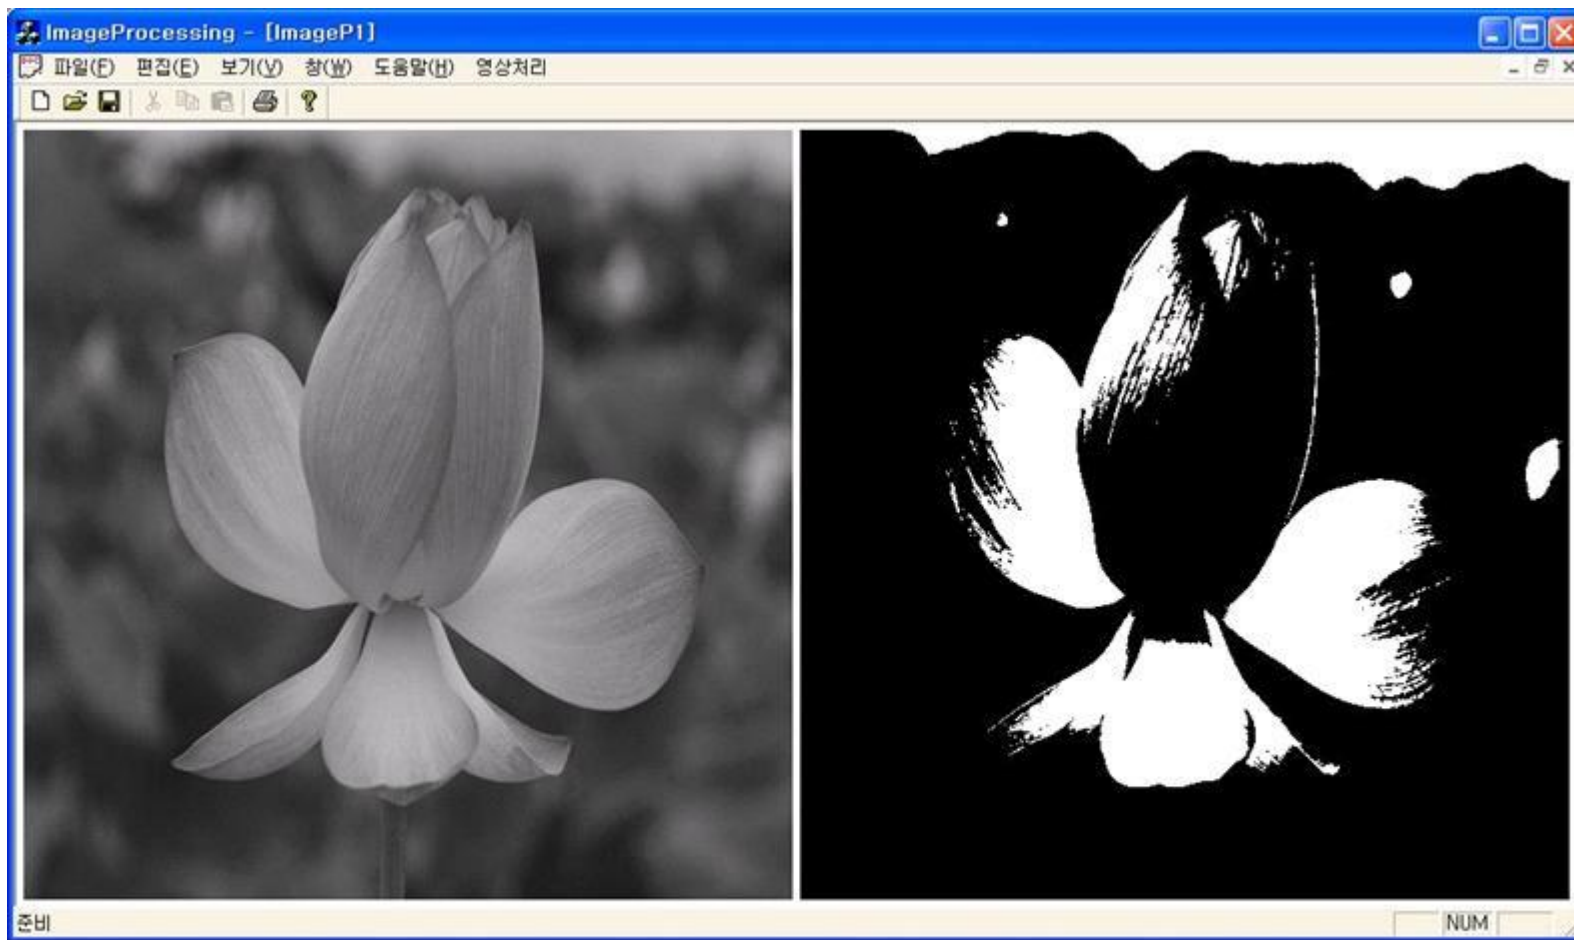 ImageProcessing - [ImageP1]
파일(F) 편집(E) 보기(V) 창(W) 도움말(H) 영상처리
준비
NUM